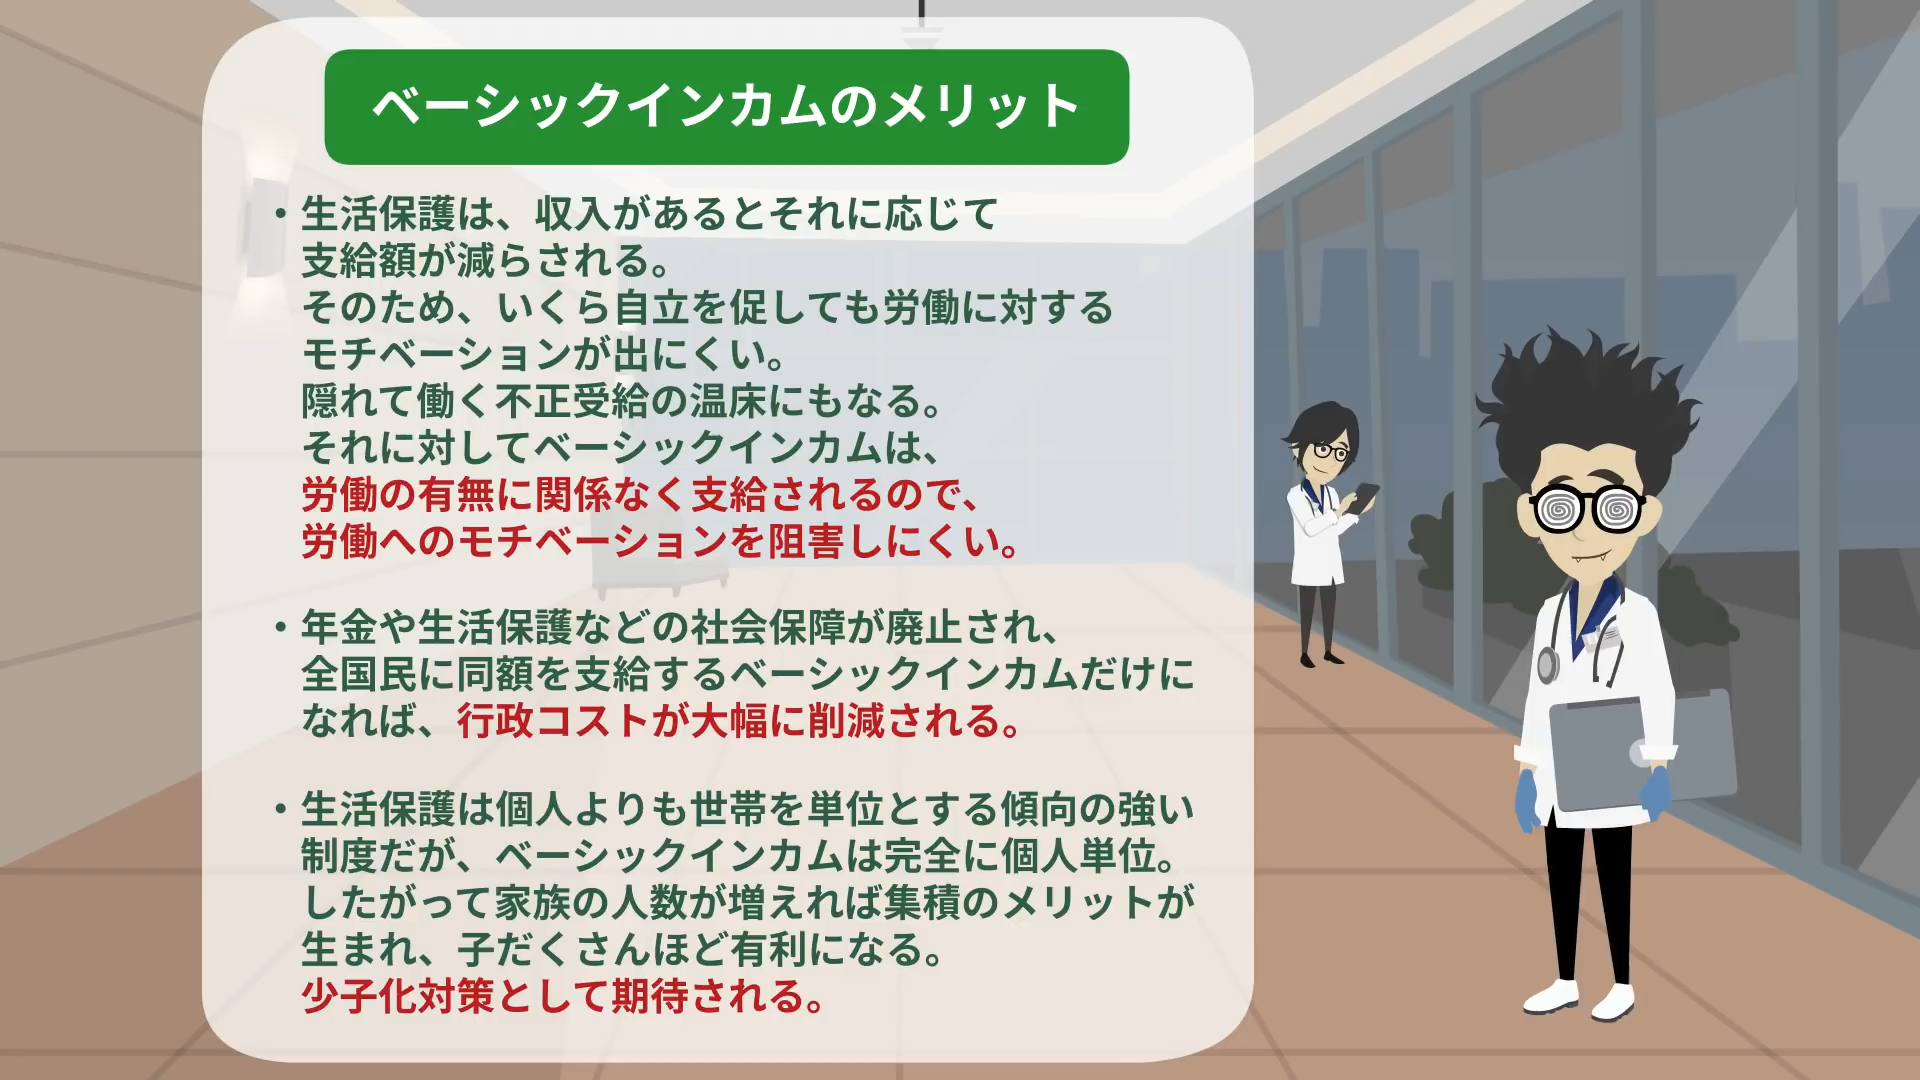 ベーシックインカムのメリット
・生活保護は、収入があるとそれに応じて
支給額が減らされる。
そのため、いくら自立を促しても労働に対する
モチベーションが出にくい。
隠れて働く不正受給の温床にもなる。
それに対してベーシックインカムは、
労働の有無に関係なく支給されるので、
労働へのモチベーションを阻害しにくい。
・年金や生活保護などの社会保障が廃止され、
全国民に同額を支給するベーシックインカムだけに
なれば、行政コストが大幅に削減される。
・生活保護は個人よりも世帯を単位とする傾向の強い
制度だが、ベーシックインカムは完全に個人単位。
したがって家族の人数が増えれば集積のメリットが
生まれ、子だくさんほど有利になる。
少子化対策として期待される。